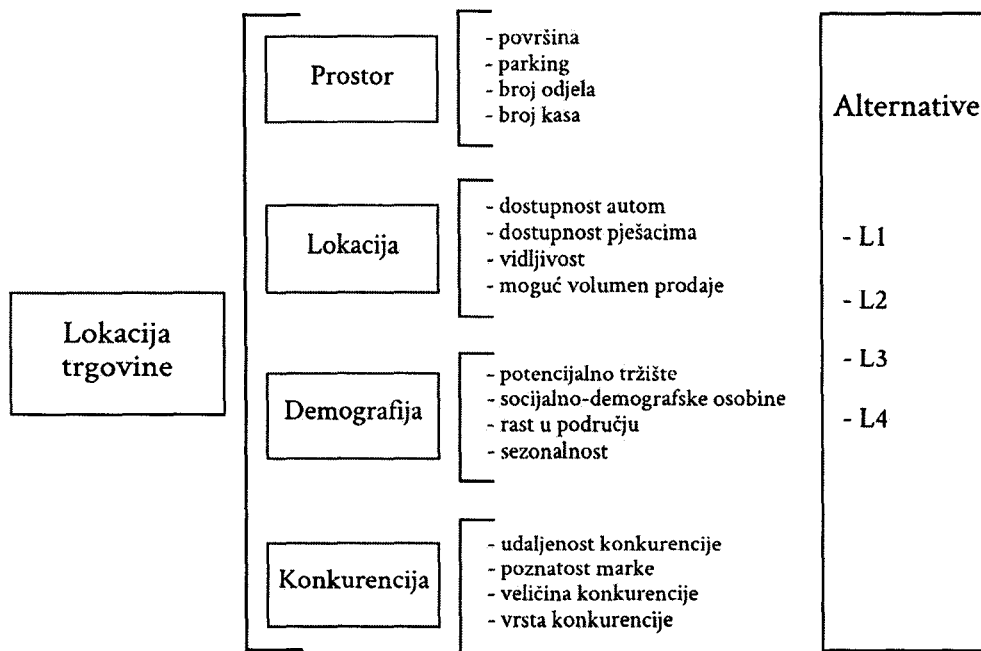 Lokacija
trgovine
Prostor
- površina
- parking
- broj odjela
- broj kasa
Lokacija
- dostupnost autom
- dostupnost pješacima
- vidljivost
- moguć volumen prodaje
Demografija
- potencijalno tržište
- socijalno-demografske osobine
- rast u području
- sezonalnost
Konkurencija
- udaljenost konkurencije
- poznatost marke
- veličina konkurencije
- vrsta konkurencije
Alternative
- L1
- L2
- L3
- L4